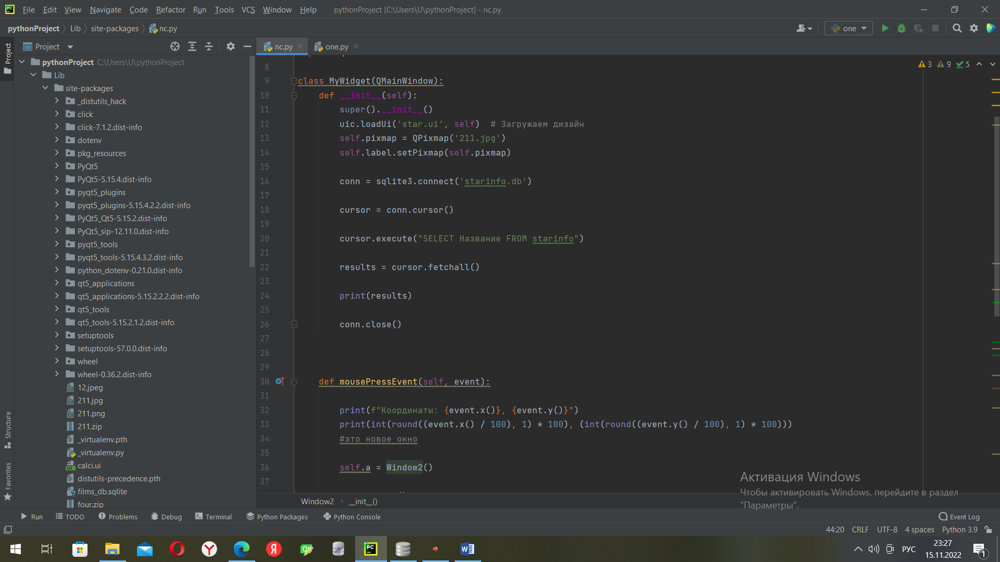 File Edit View Navigate Code Refactor Run Tools VCS Window Help pythonProject [C:\Users\U\pythonProject] - nc.py
pythonProject Lib site-packages nc.py one
Project
Project
nc.py one.py
pythonProject C:\Users\U\pythonProject
Lib
site-packages
_distutils_hack
click
click-7.1.2.dist-info
dotenv
pkg_resources
PyQt5
PyQt5-5.15.4.dist-info
pyqt5_plugins
pyqt5_plugins-5.15.4.2.2.dist-info
PyQt5_Qt5-5.15.2.dist-info
PyQt5_sip-12.11.0.dist-info
pyqt5_tools
pyqt5_tools-5.15.4.3.2.dist-info
python_dotenv-0.21.0.dist-info
qt5_applications
qt5_applications-5.15.2.2.2.dist-info
qt5_tools
qt5_tools-5.15.2.1.2.dist-info
setuptools
setuptools-57.0.0.dist-info
wheel
wheel-0.36.2.dist-info
12.jpeg
211.jpg
211.png
211.zip
_virtualenv.pth
_virtualenv.py
calci.ui
distutils-precedence.pth
films_db.sqlite
four.zip
Structure
Favorites
3 9 5
8
9 class MyWidget(QMainWindow):
10 def __init__(self):
11 super().__init__()
12 uic.loadUi('star.ui', self) # Загружаем дизайн
13 self.pixmap = QPixmap('211.jpg')
14 self.label.setPixmap(self.pixmap)
15
16 conn = sqlite3.connect('starinfo.db')
17
18 cursor = conn.cursor()
19
20 cursor.execute("SELECT Название FROM starinfo")
21
22 results = cursor.fetchall()
23
24 print(results)
25
26 conn.close()
27
28
29
30 def mousePressEvent(self, event):
31
32 print(f"Координаты: {event.x()}, {event.y()}")
33 print(int(round((event.x() / 100), 1) * 100), (int(round((event.y() / 100), 1) * 100)))
34 #это новое окно
35
36 self.a = Window2()
37
Активация Windows
Чтобы активировать Windows, перейдите в раздел
"Параметры".
Window2 __init__()
Run TODO Problems Debug Terminal Python Packages Python Console Event Log
44:20 CRLF UTF-8 4 spaces Python 3.9
РУС 23:27
15.11.2022 1